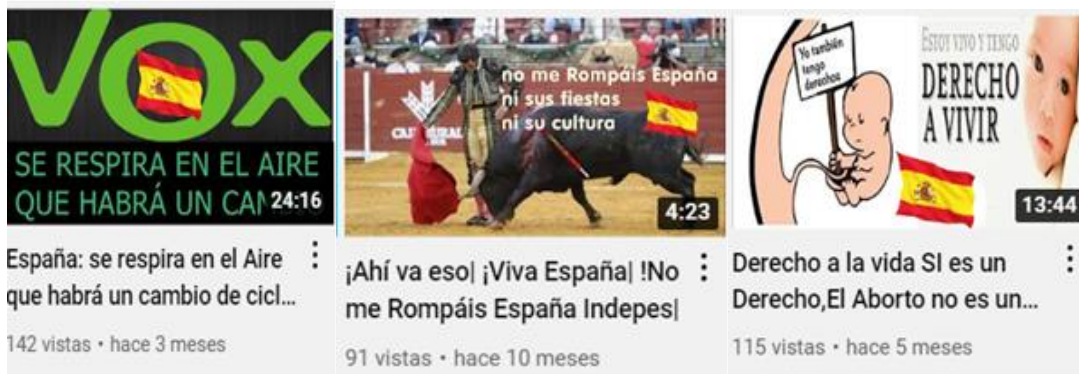 VOX
SE RESPIRA EN EL AIRE
QUE HABRÁ UN CAM
24:16
España: se respira en el Aire
que habrá un cambio de cicl...
142 vistas • hace 3 meses
no me Rompáis España
ni sus fiestas
ni su cultura
4:23
¡Ahí va eso| ¡Viva España| !No
me Rompáis España Indepes|
91 vistas • hace 10 meses
Yo también
tengo
derechos
ESTOY VIVO Y TENGO
DERECHO
A VIVIR
13:44
Derecho a la vida SI es un
Derecho,El Aborto no es un...
115 vistas • hace 5 meses